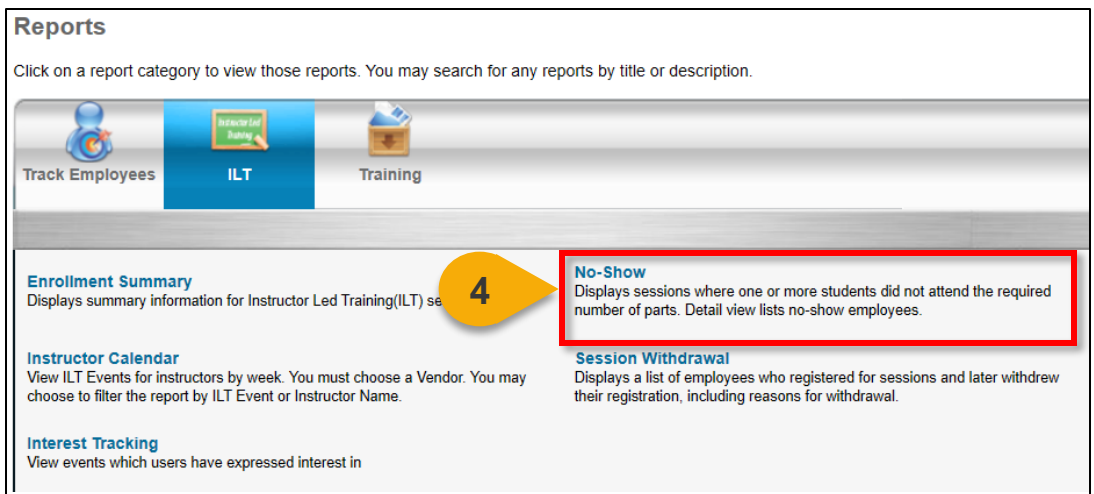 Reports
Click on a report category to view those reports. You may search for any reports by title or description.
Instructor Led
Training
Track Employees
ILT
Training
Enrollment Summary
Displays summary information for Instructor Led Training(ILT) se
4
No-Show
Displays sessions where one or more students did not attend the required
number of parts. Detail view lists no-show employees.
Instructor Calendar
View ILT Events for instructors by week. You must choose a Vendor. You may
choose to filter the report by ILT Event or Instructor Name.
Session Withdrawal
Displays a list of employees who registered for sessions and later withdrew
their registration, including reasons for withdrawal.
Interest Tracking
View events which users have expressed interest in